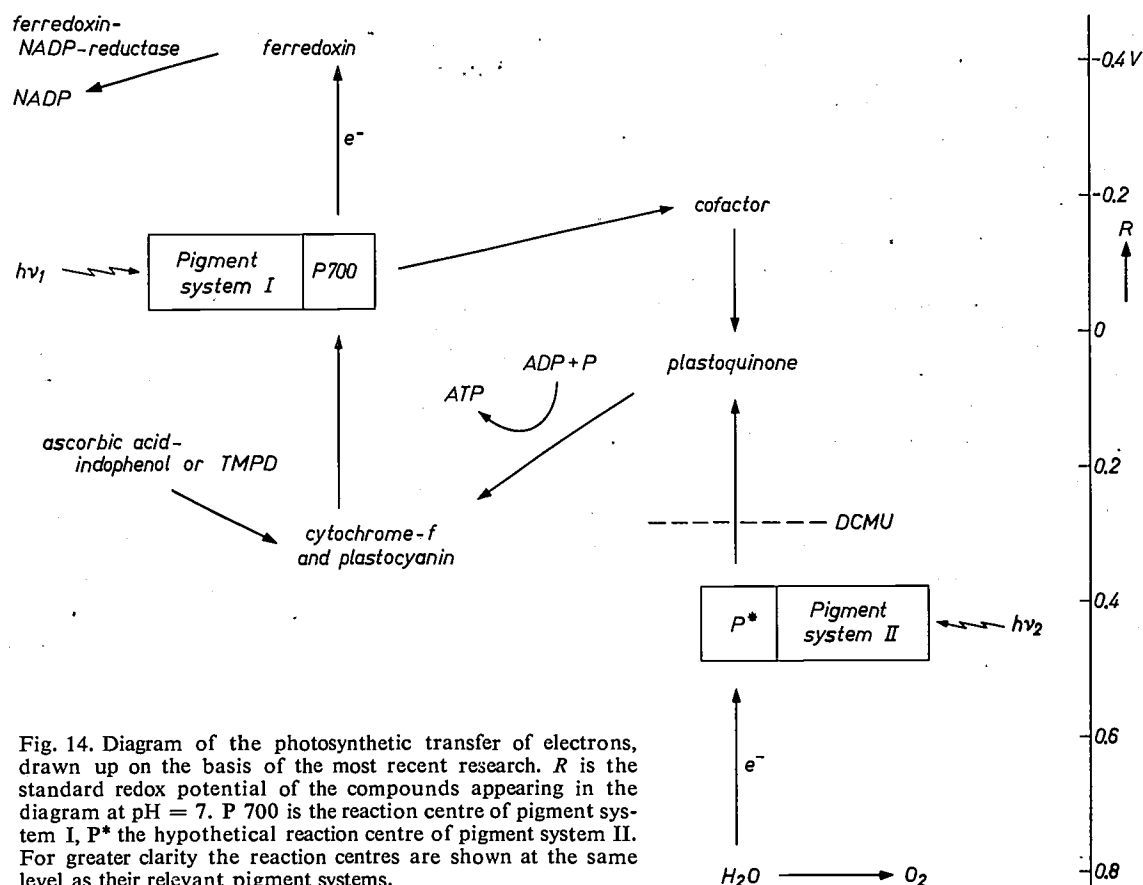 ferredoxin-
NADP-reductase
ferredoxin
NADP
e⁻
-0.4V
-0.2
R
0
0.2
0.4
0.6
0.8
cofactor
hν₁
Pigment
system I
P700
plastoquinone
ADP+P
ATP
ascorbic acid-
indophenol or TMPD
cytochrome-f
and plastocyanin
DCMU
P*
Pigment
system II
hν₂
e⁻
H₂O
O₂
Fig. 14. Diagram of the photosynthetic transfer of electrons,
drawn up on the basis of the most recent research. R is the
standard redox potential of the compounds appearing in the
diagram at pH = 7. P 700 is the reaction centre of pigment sys-
tem I, P* the hypothetical reaction centre of pigment system II.
For greater clarity the reaction centres are shown at the same
level as their relevant pigment systems.